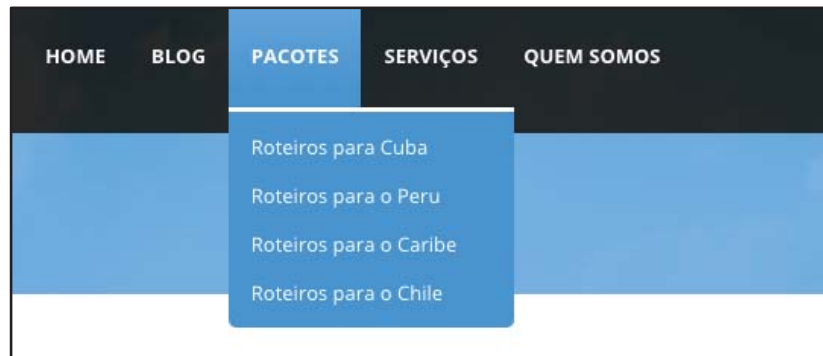 HOME BLOG PACOTES SERVIÇOS QUEM SOMOS
Roteiros para Cuba
Roteiros para o Peru
Roteiros para o Caribe
Roteiros para o Chile